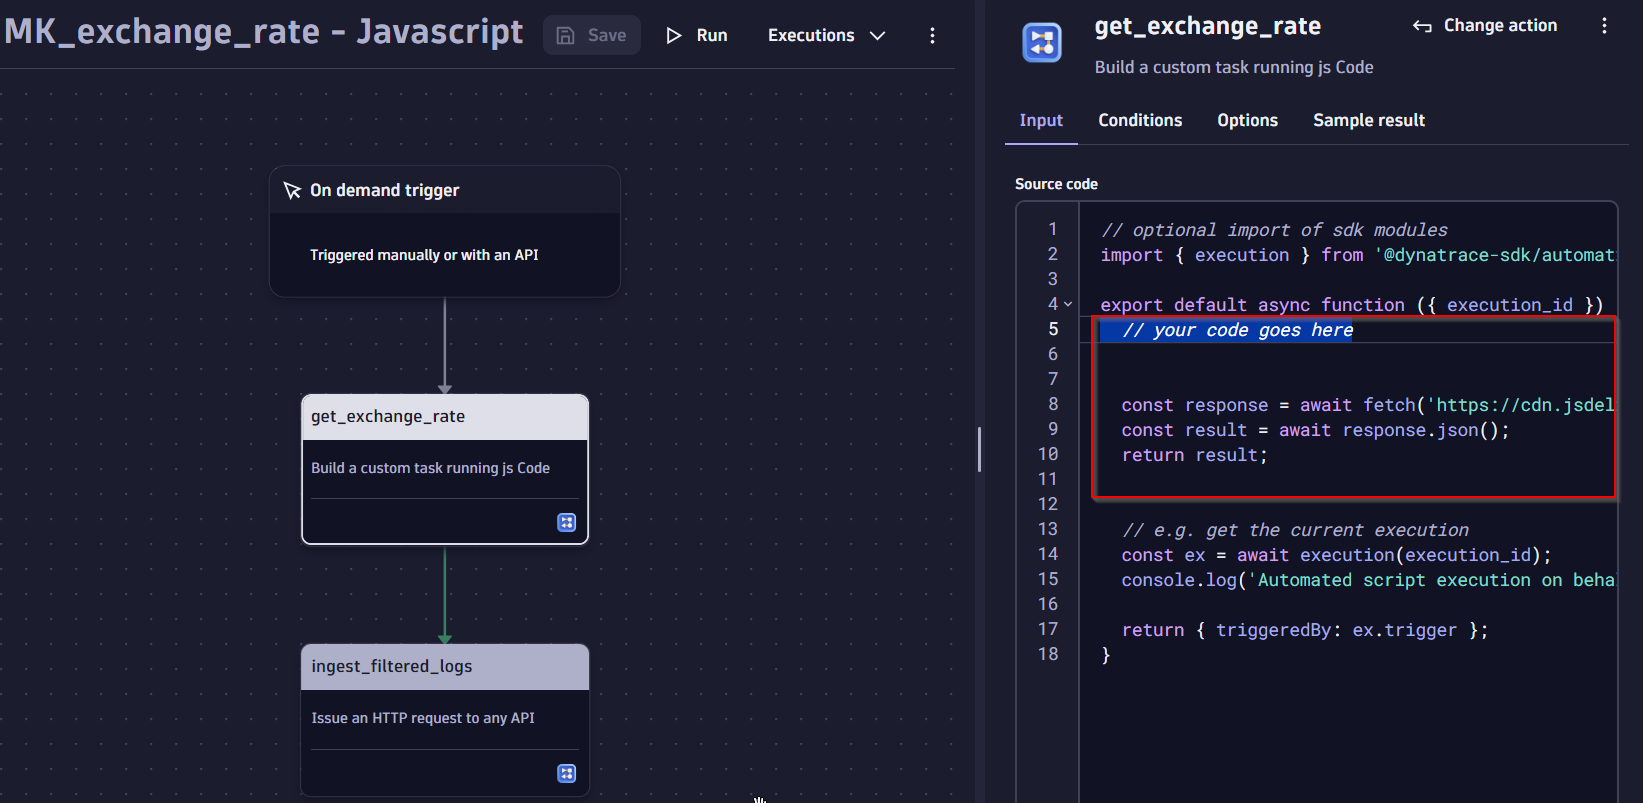 MK_exchange_rate - Javascript
Save
Run
Executions
On demand trigger
Triggered manually or with an API
get_exchange_rate
Build a custom task running js Code
ingest_filtered_logs
Issue an HTTP request to any API
get_exchange_rate
Change action
Build a custom task running js Code
Input Conditions Options Sample result
Source code
1 // optional import of sdk modules
2 import { execution } from '@dynatrace-sdk/automat
3
4 export default async function ({ execution_id })
5 // your code goes here
6
7
8 const response = await fetch('https://cdn.jsdel
9 const result = await response.json();
10 return result;
11
12
13 // e.g. get the current execution
14 const ex = await execution(execution_id);
15 console.log('Automated script execution on beha
16
17 return { triggeredBy: ex.trigger };
18 }